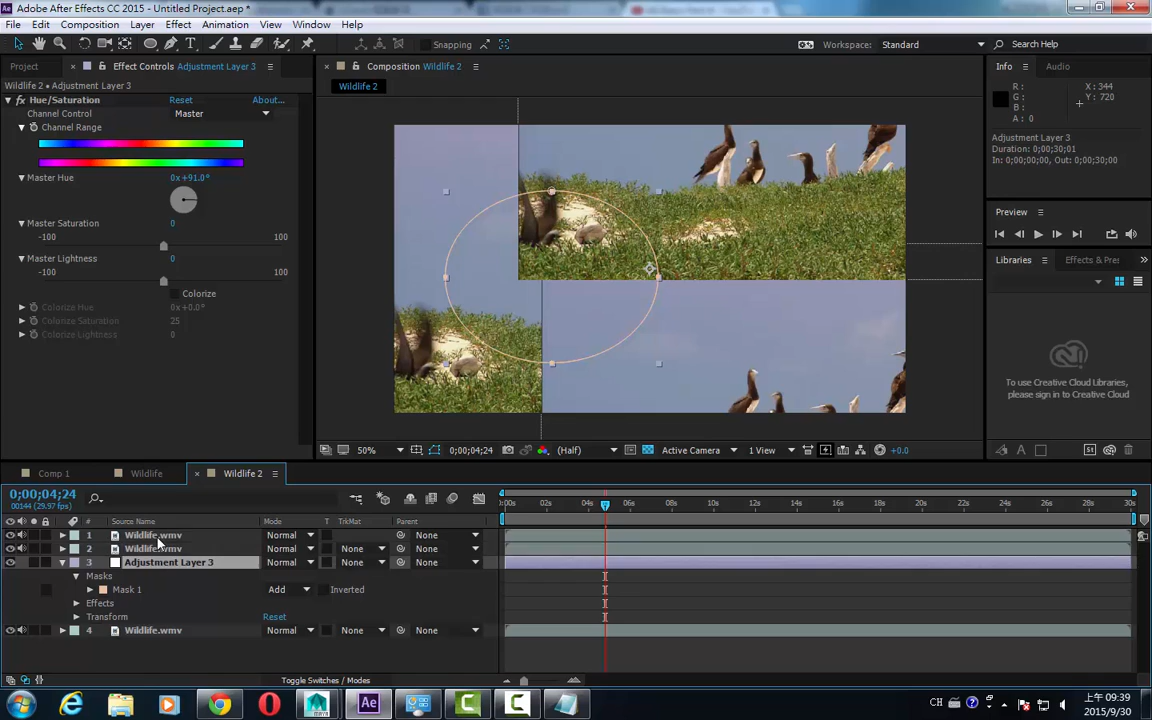 Adobe After Effects CC 2015 - Untitled Project.aep *
File Edit Composition Layer Effect Animation View Window Help
Snapping
Workspace: Standard
Search Help
Project
Effect Controls Adjustment Layer 3
Wildlife 2 • Adjustment Layer 3
fx Hue/Saturation Reset About...
Channel Control Master
Channel Range
Master Hue 0x+91.0°
Master Saturation 0
-100 100
Master Lightness 0
-100 100
Colorize
Colorize Hue 0x+0.0°
Colorize Saturation 25
Colorize Lightness 0
Composition Wildlife 2
Wildlife 2
50% 0;00;04;24 (Half) Active Camera 1 View +0.0
Info Audio
R: X: 344
G: Y: 720
B:
A: 0
Adjustment Layer 3
Duration: 0;00;30;01
In: 0;00;00;00, Out: 0;00;30;00
Preview
Libraries Effects & Pre:
To use Creative Cloud Libraries,
please sign in to Creative Cloud
Comp 1 Wildlife Wildlife 2
0;00;04;24
00144 (29.97 fps)
:00s 02s 04s 06s 08s 10s 12s 14s 16s 18s 20s 22s 24s 26s 28s 30s
# Source Name Mode T TrkMat Parent
1 Wildlife.wmv Normal None
2 Wildlife.wmv Normal None None
3 Adjustment Layer 3 Normal None None
Masks
Mask 1 Add Inverted
Effects
Transform Reset
4 Wildlife.wmv Normal None None
Toggle Switches / Modes
Ae
CH
上午 09:39
2015/9/30